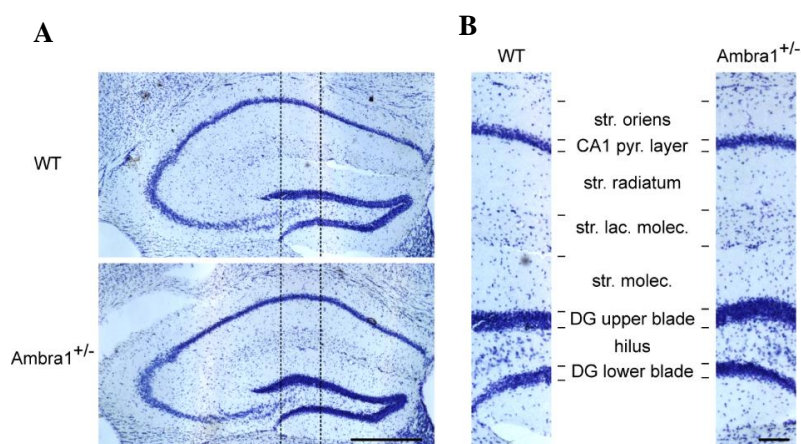 A
WT
Ambra1+/-
B
WT
Ambra1+/-
str. oriens
CA1 pyr. layer
str. radiatum
str. lac. molec.
str. molec.
DG upper blade
hilus
DG lower blade